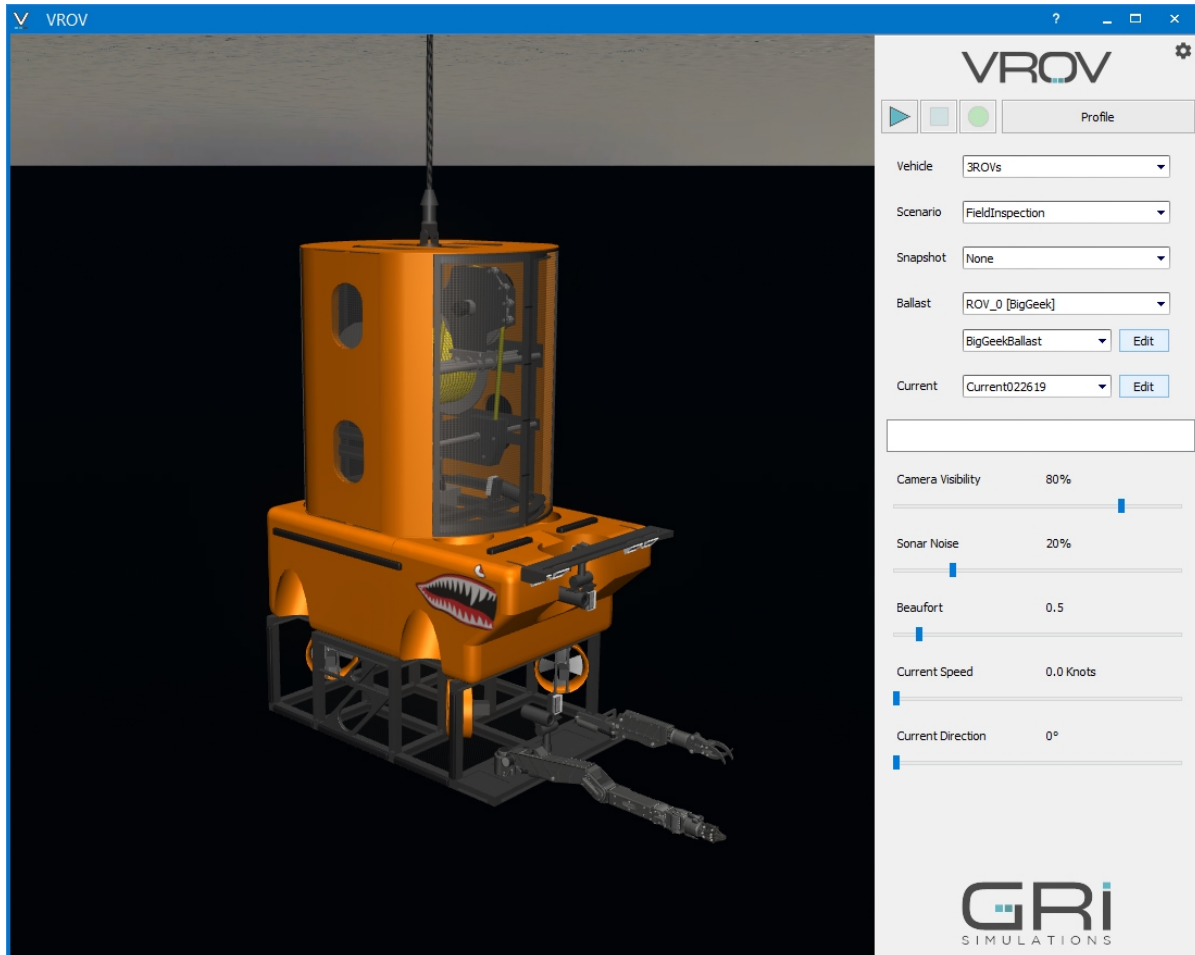 VROV
VROV
Profile
Vehicle 3ROVs
Scenario FieldInspection
Snapshot None
Ballast ROV_0 [BigGeek]
BigGeekBallast Edit
Current Current022619 Edit
Camera Visibility 80%
Sonar Noise 20%
Beaufort 0.5
Current Speed 0.0 Knots
Current Direction 0°
GRi
SIMULATIONS